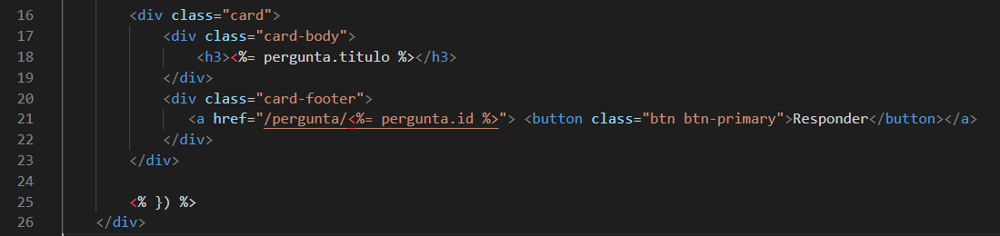 16 <div class="card">
17 <div class="card-body">
18 <h3><%= pergunta.titulo %></h3>
19 </div>
20 <div class="card-footer">
21 <a href="/pergunta/<%= pergunta.id %>"> <button class="btn btn-primary">Responder</button></a>
22 </div>
23 </div>
24
25 <% }) %>
26 </div>